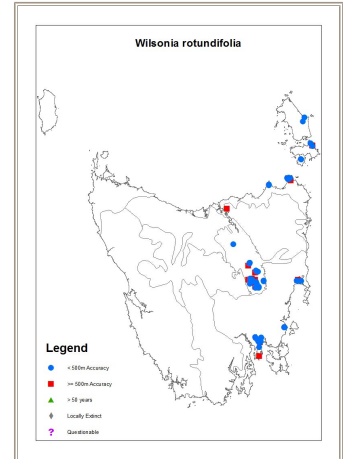 Wilsonia rotundifolia
Legend
< 500m Accuracy
>= 500m Accuracy
> 50 years
Locally Extinct
? Questionable